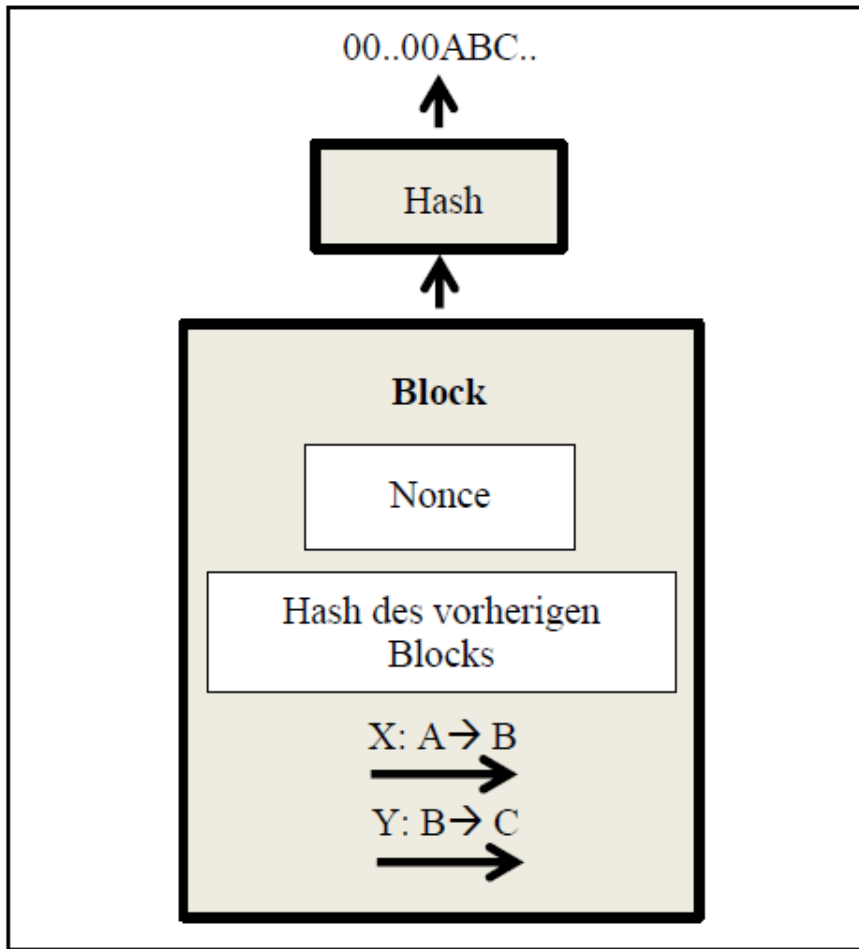 00..00ABC..
Hash
Block
Nonce
Hash des vorherigen
Blocks
X: A→ B
Y: B→ C